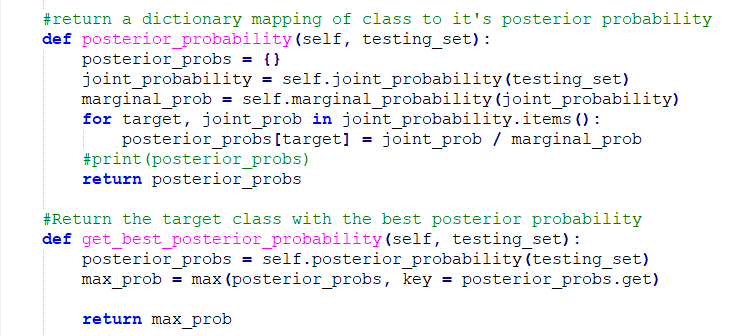 #return a dictionary mapping of class to it's posterior probability
def posterior_probability(self, testing_set):
    posterior_probs = {}
    joint_probability = self.joint_probability(testing_set)
    marginal_prob = self.marginal_probability(joint_probability)
    for target, joint_prob in joint_probability.items():
        posterior_probs[target] = joint_prob / marginal_prob
    #print(posterior_probs)
    return posterior_probs

#Return the target class with the best posterior probability
def get_best_posterior_probability(self, testing_set):
    posterior_probs = self.posterior_probability(testing_set)
    max_prob = max(posterior_probs, key = posterior_probs.get)

    return max_prob